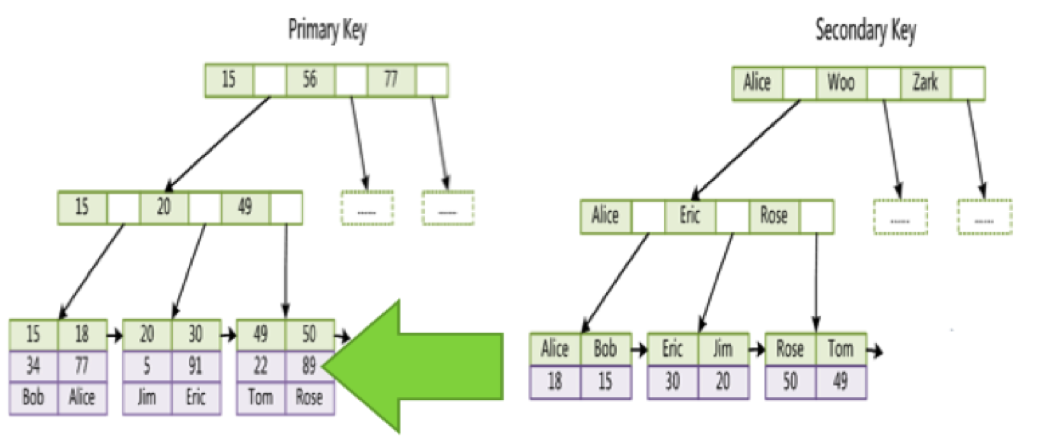 Primary Key
15 56 77
15 20 49
...... ......
15 18 20 30 49 50
34 77 5 91 22 89
Bob Alice Jim Eric Tom Rose
Secondary Key
Alice Woo Zark
Alice Eric Rose
...... ......
Alice Bob Eric Jim Rose Tom
18 15 30 20 50 49